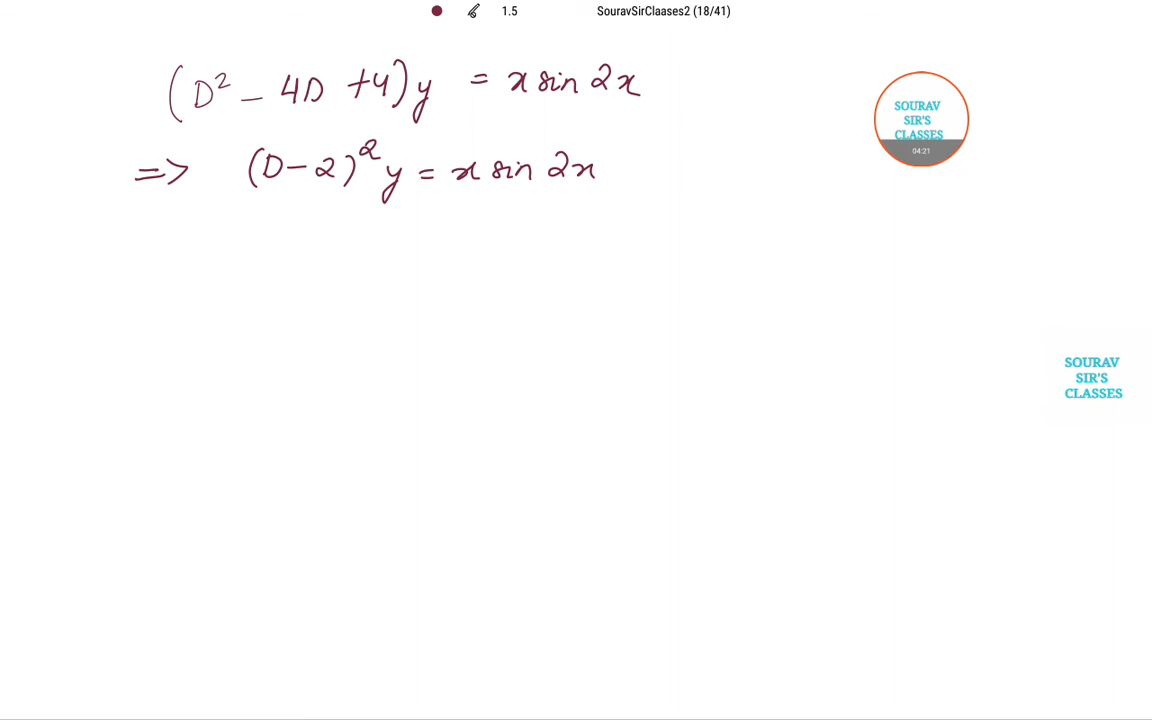 1.5 SouravSirClaases2 (18/41)
(D² - 4D + 4)y = x sin 2x
=> (D - 2)² y = x sin 2x
SOURAV
SIR'S
CLASSES
04:21
SOURAV
SIR'S
CLASSES